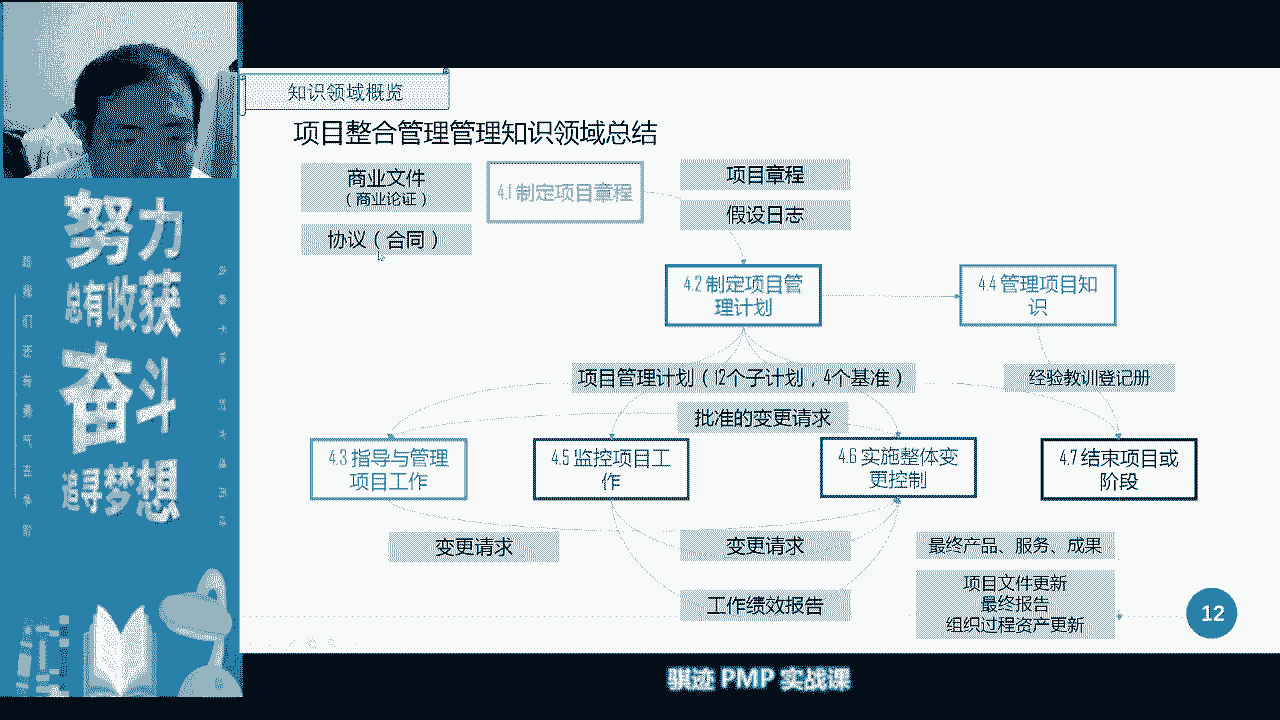 知识领域概览
项目整合管理管理知识领域总结
商业文件
（商业论证）
4.1 制定项目章程
项目章程
协议（合同）
假设日志
4.2 制定项目管
理计划
4.4 管理项目知
识
项目管理计划（12个子计划，4个基准）
经验教训登记册
批准的变更请求
4.3 指导与管理
项目工作
4.5 监控项目工
作
4.6 实施整体变
更控制
4.7 结束项目或
阶段
变更请求
变更请求
最终产品、服务、成果
工作绩效报告
项目文件更新
最终报告
组织过程资产更新
12
努力
总有收获
奋斗
追寻梦想
骐迹 PMP 实战课